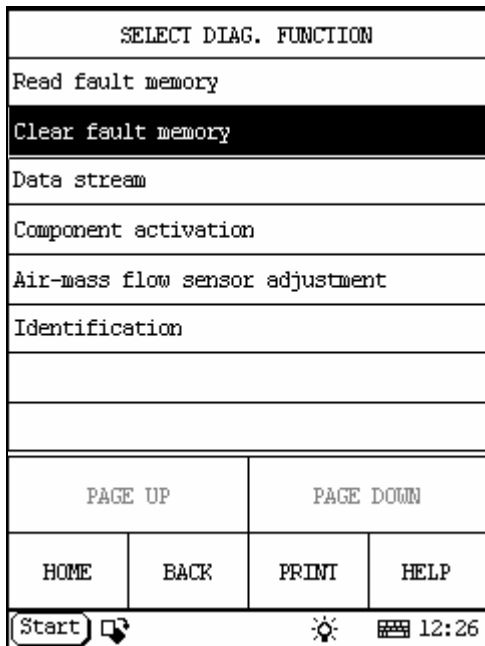 SELECT DIAG. FUNCTION
Read fault memory
Clear fault memory
Data stream
Component activation
Air-mass flow sensor adjustment
Identification
PAGE UP PAGE DOWN
HOME BACK PRINT HELP
Start 12:26